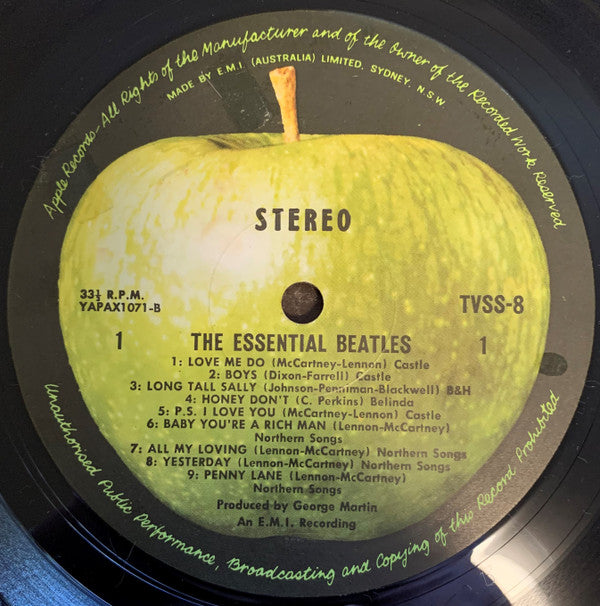 Apple Records-All Rights of the Manufacturer and of the Owner of the Recorded Work Reserved
MADE BY E.M.I. (AUSTRALIA) LIMITED, SYDNEY, N.S.W
STEREO
33⅓ R.P.M.
YAPAX1071-B
TVSS-8
1
THE ESSENTIAL BEATLES
1
1: LOVE ME DO (McCartney-Lennon) Castle
2: BOYS (Dixon-Farrell) Castle
3: LONG TALL SALLY (Johnson-Penniman-Blackwell) B&H
4: HONEY DON'T (C. Perkins) Belinda
5: P.S. I LOVE YOU (McCartney-Lennon) Castle
6: BABY YOU'RE A RICH MAN (Lennon-McCartney)
Northern Songs
7: ALL MY LOVING (Lennon-McCartney) Northern Songs
8: YESTERDAY (Lennon-McCartney) Northern Songs
9: PENNY LANE (Lennon-McCartney)
Northern Songs
Produced by George Martin
An E.M.I. Recording
Unauthorised Public Performance, Broadcasting and Copying of this Record Prohibited